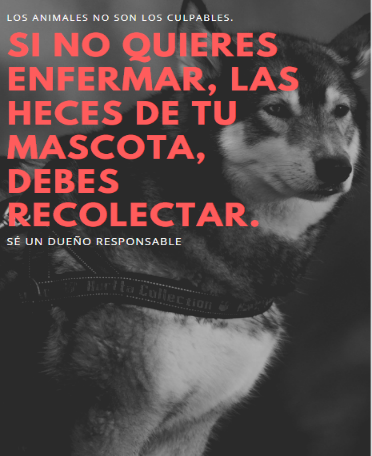 LOS ANIMALES NO SON LOS CULPABLES.
SI NO QUIERES
ENFERMAR, LAS
HECES DE TU
MASCOTA,
DEBES
RECOLECTAR.
SÉ UN DUEÑO RESPONSABLE
Collection